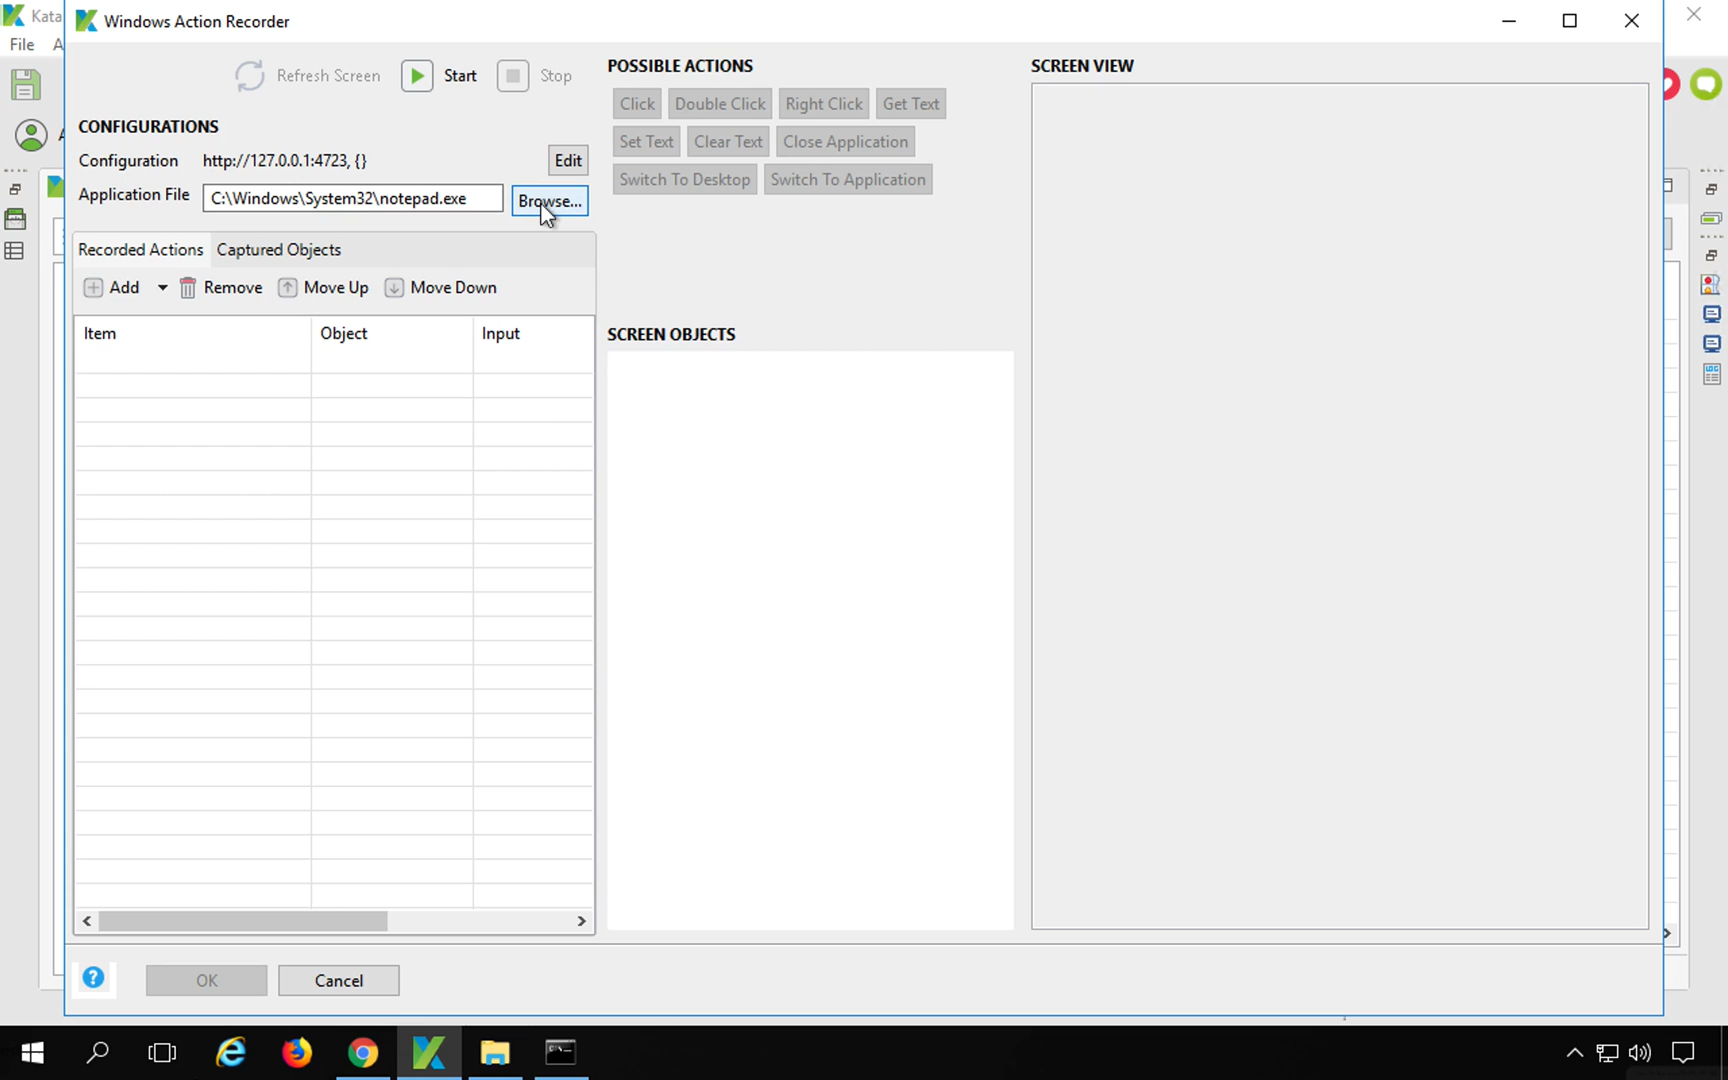 Kata
Windows Action Recorder
File A
Refresh Screen Start Stop
POSSIBLE ACTIONS
SCREEN VIEW
Click Double Click Right Click Get Text
CONFIGURATIONS
Set Text Clear Text Close Application
Configuration http://127.0.0.1:4723, {} Edit
Switch To Desktop Switch To Application
Application File C:\Windows\System32\notepad.exe Browse...
Recorded Actions Captured Objects
Add Remove Move Up Move Down
Item Object Input
SCREEN OBJECTS
OK Cancel